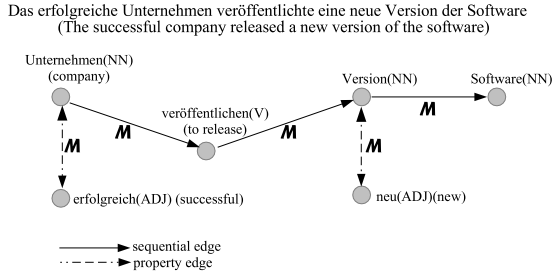 Das erfolgreiche Unternehmen veröffentlichte eine neue Version der Software
(The successful company released a new version of the software)
Unternehmen(NN)
(company)
Version(NN)
Software(NN)
veröffentlichen(V)
(to release)
M
M
M
M
M
erfolgreich(ADJ) (successful)
neu(ADJ)(new)
sequential edge
property edge